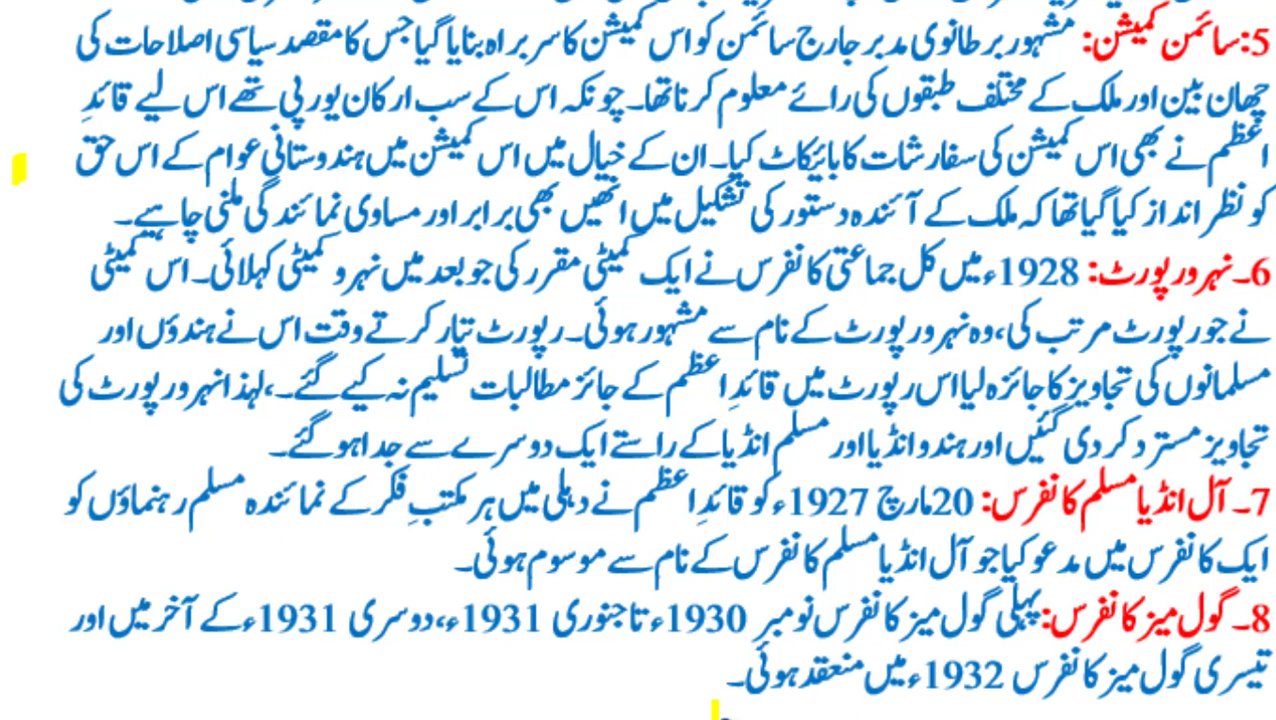 5:سائمن کمیشن: مشہور برطانوی مدبر جارج سائمن کو اس کمیشن کا سربراہ بنایا گیا جس کا مقصد سیاسی اصلاحات کی
چھان بین اور ملک کے مختلف طبقوں کی رائے معلوم کرنا تھا۔ چونکہ اس کے سب ارکان یورپی تھے اس لیے قائدِ
اعظم نے بھی اس کمیشن کی سفارشات کا بائیکاٹ کیا۔ ان کے خیال میں اس کمیشن میں ہندوستانی عوام کے اس حق
کو نظر انداز کیا گیا تھا کہ ملک کے آئندہ دستور کی تشکیل میں انھیں بھی برابر اور مساوی نمائندگی ملنی چاہیے۔
6۔ نہرو رپورٹ: 1928ء میں کل جماعتی کانفرس نے ایک کمیٹی مقرر کی جو بعد میں نہرو کمیٹی کہلائی۔ اس کمیٹی
نے جو رپورٹ مرتب کی، وہ نہرو رپورٹ کے نام سے مشہور ہوئی۔ رپورٹ تیار کرتے وقت اس نے ہندؤں اور
مسلمانوں کی تجاویز کا جائزہ لیا اس رپورٹ میں قائدِ اعظم کے جائز مطالبات تسلیم نہ کیے گئے۔، لہذا نہرو رپورٹ کی
تجاویز مسترد کر دی گئیں اور ہندو انڈیا اور مسلم انڈیا کے راستے ایک دوسرے سے جدا ہو گئے۔
7۔ آل انڈیا مسلم کانفرس: 20مارچ 1927ء کو قائدِ اعظم نے دہلی میں ہر مکتبِ فکر کے نمائندہ مسلم رہنماؤں کو
ایک کانفرس میں مدعو کیا جو آل انڈیا مسلم کانفرس کے نام سے موسوم ہوئی۔
8۔ گول میز کانفرس: پہلی گول میز کانفرس نومبر 1930ء تا جنوری 1931ء، دوسری 1931ء کے آخر میں اور
تیسری گول میز کانفرس 1932ء میں منعقد ہوئی۔